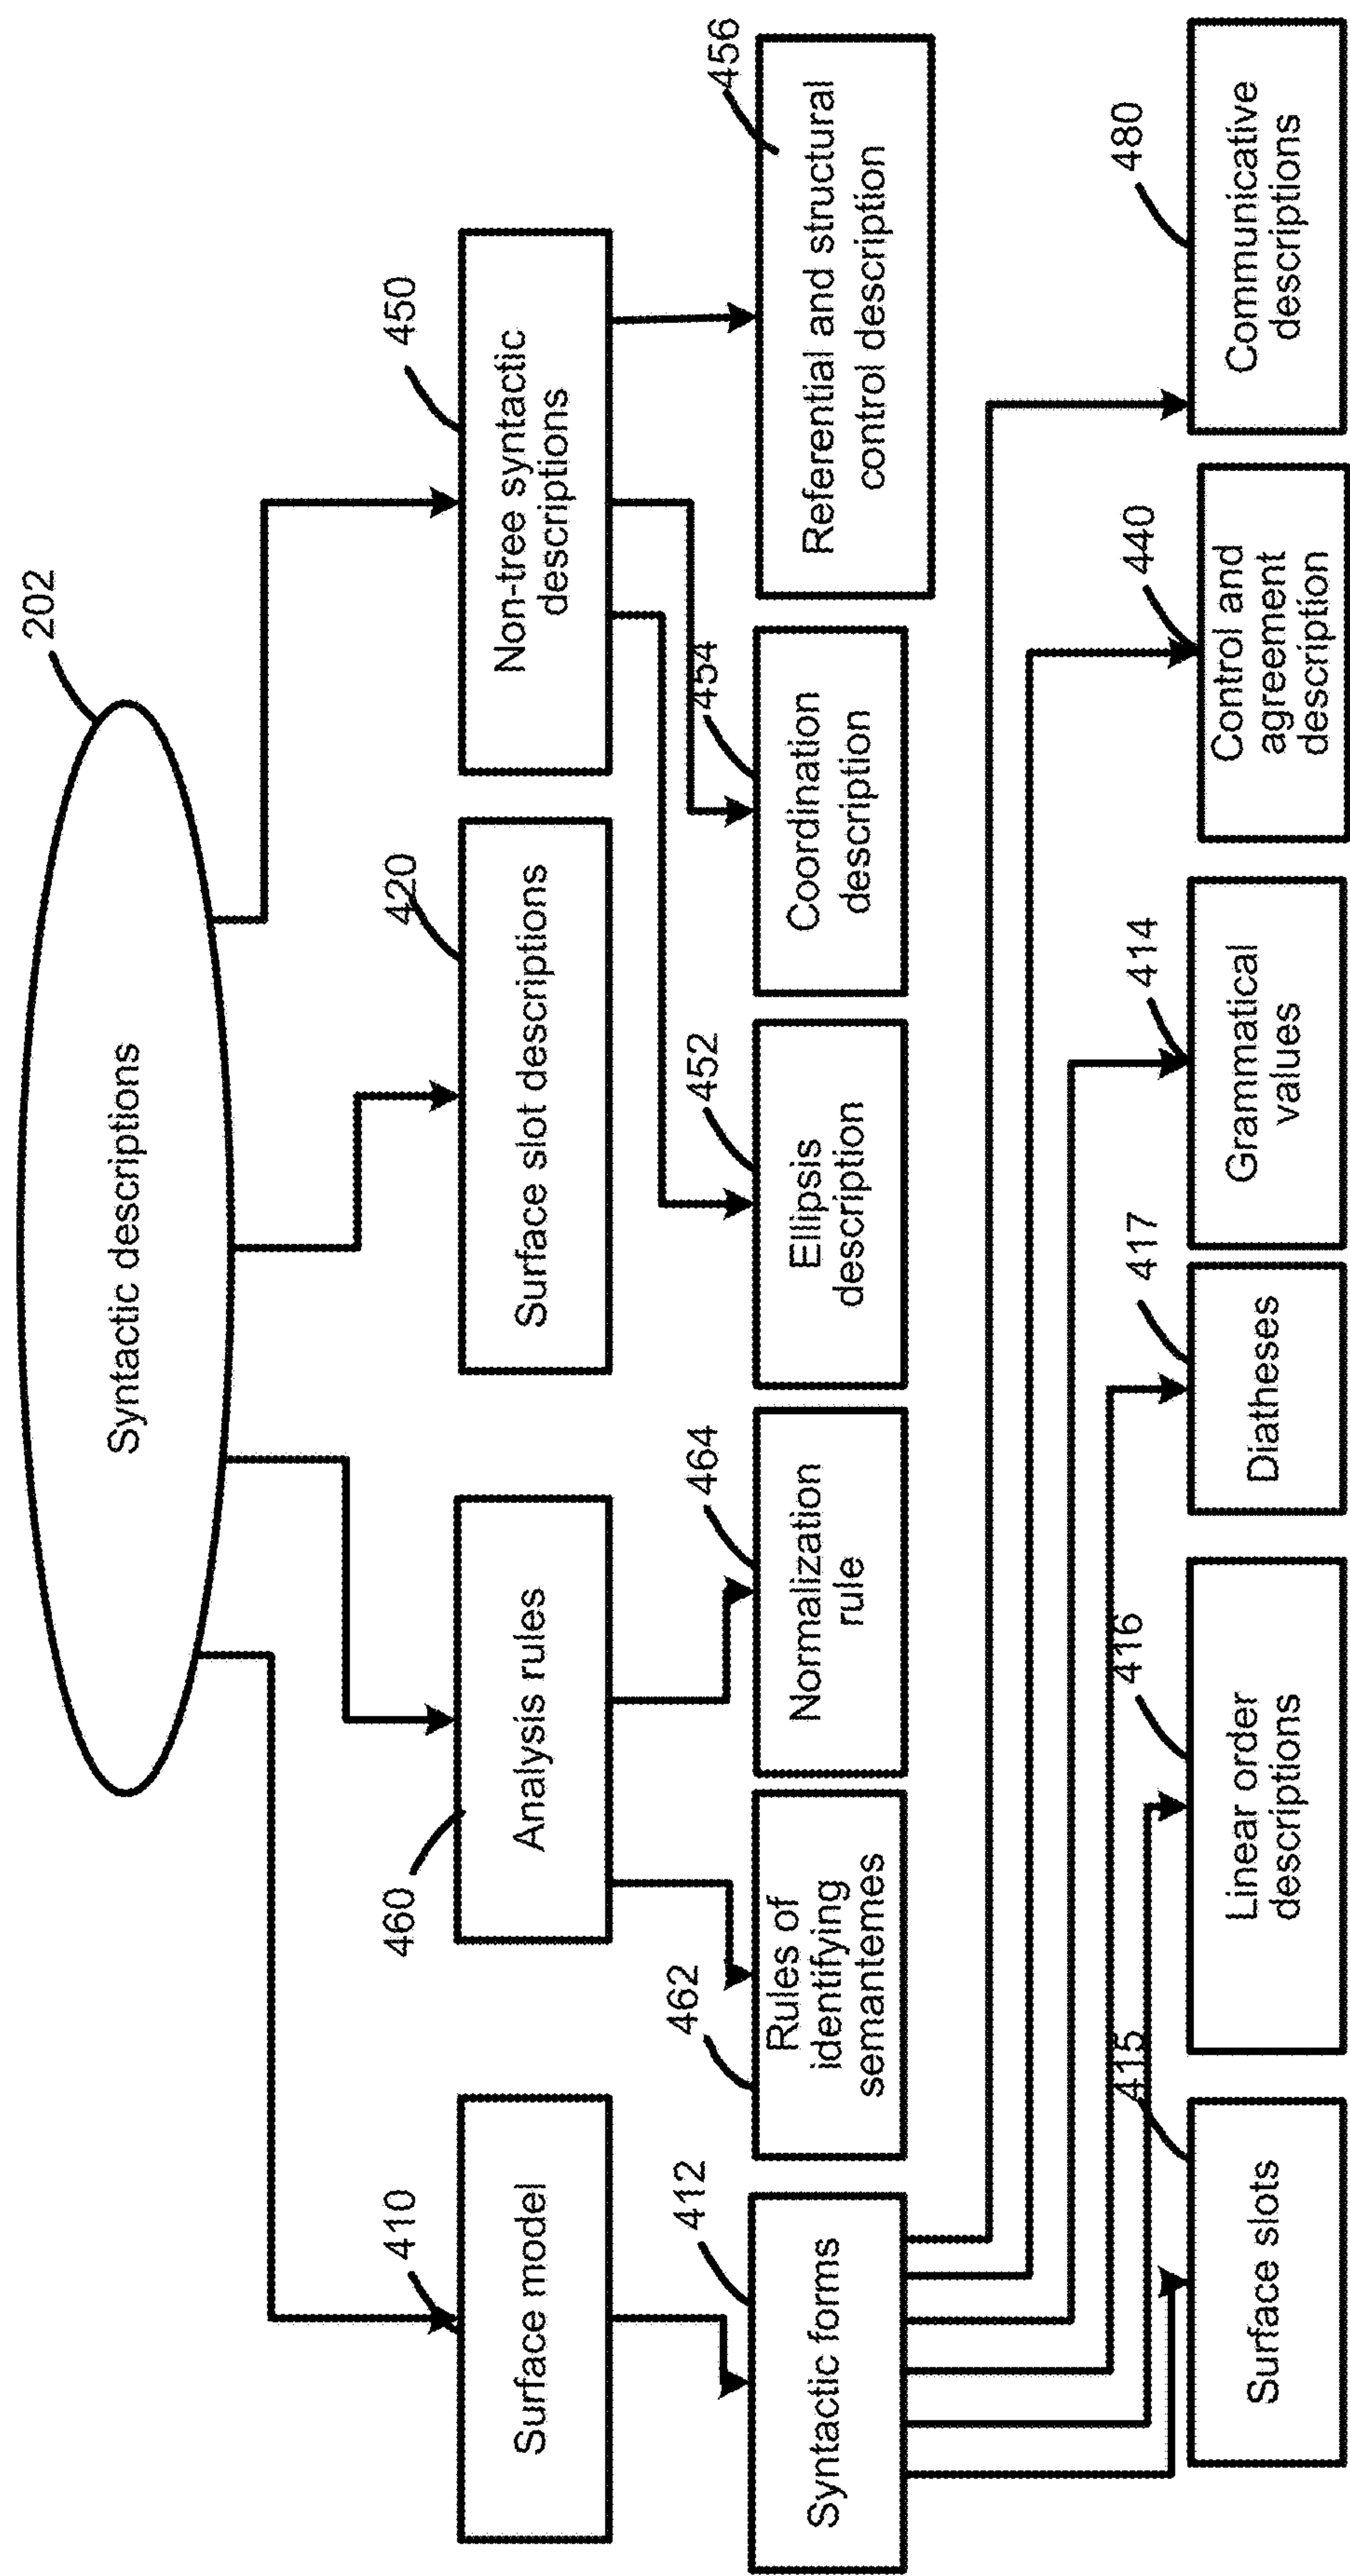 Syntactic descriptions
202
410
Surface model
460
Analysis rules
420
Surface slot descriptions
450
Non-tree syntactic
descriptions
412
Syntactic forms
462
Rules of
identifying
semantemes
464
Normalization
rule
452
Ellipsis
description
454
Coordination
description
456
Referential and structural
control description
415
Surface slots
416
Linear order
descriptions
417
Diatheses
414
Grammatical
values
440
Control and
agreement
description
480
Communicative
descriptions